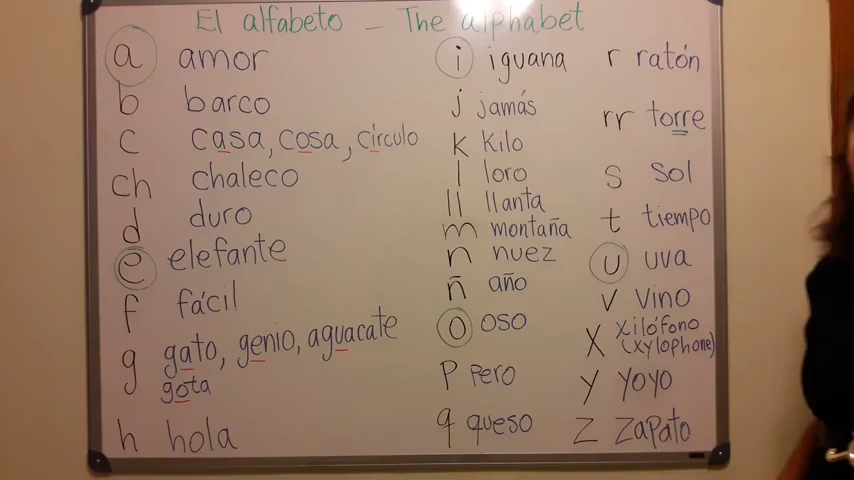 El alfabeto - The alphabet
a amor
b barco
c casa, cosa, círculo
ch chaleco
d duro
e elefante
f fácil
g gato, genio, aguacate
gota
h hola
i iguana
j jamás
k kilo
l loro
ll llanta
m montaña
n nuez
ñ año
o oso
p pero
q queso
r ratón
rr torre
s sol
t tiempo
u uva
v vino
x xilófono
(xylophone)
y yoyo
z zapato